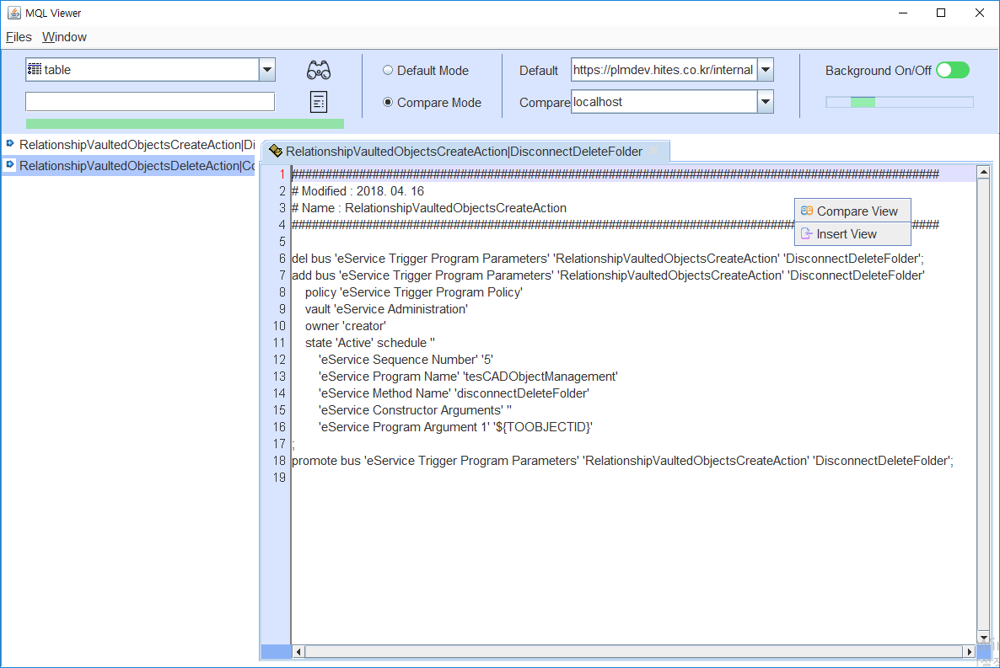 MQL Viewer
Files Window
table
Default Mode
Default https://plmdev.hites.co.kr/internal
Background On/Off
Compare Mode
Compare localhost
RelationshipVaultedObjectsCreateAction|Di
RelationshipVaultedObjectsDeleteAction|Co
RelationshipVaultedObjectsCreateAction|DisconnectDeleteFolder
1
2 # Modified : 2018. 04. 16
3 # Name : RelationshipVaultedObjectsCreateAction
Compare View
4
Insert View
5
6 del bus 'eService Trigger Program Parameters' 'RelationshipVaultedObjectsCreateAction' 'DisconnectDeleteFolder';
7 add bus 'eService Trigger Program Parameters' 'RelationshipVaultedObjectsCreateAction' 'DisconnectDeleteFolder'
8 policy 'eService Trigger Program Policy'
9 vault 'eService Administration'
10 owner 'creator'
11 state 'Active' schedule ''
12 'eService Sequence Number' '5'
13 'eService Program Name' 'tesCADObjectManagement'
14 'eService Method Name' 'disconnectDeleteFolder'
15 'eService Constructor Arguments' ''
16 'eService Program Argument 1' '${TOOBJECTID}'
17 ;
18 promote bus 'eService Trigger Program Parameters' 'RelationshipVaultedObjectsCreateAction' 'DisconnectDeleteFolder';
19